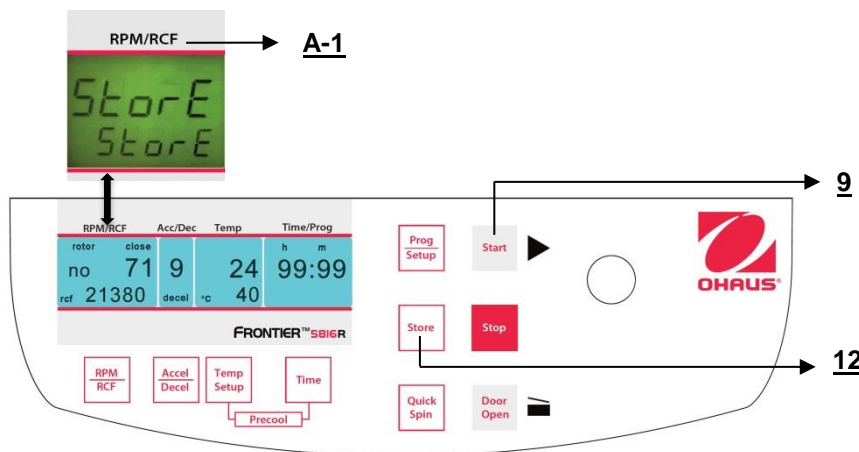 RPM/RCF
A-1
StorE
StorE
9
RPM/RCF Acc/Dec Temp Time/Prog
rotor close h m
no 71 9 24 99:99
rcf 21380 decel °C 40
FRONTIER™5816R
Prog
Setup
Start
OHAUS®
Store
Stop
12
RPM
RCF
Accel
Decel
Temp
Setup
Time
Precool
Quick
Spin
Door
Open